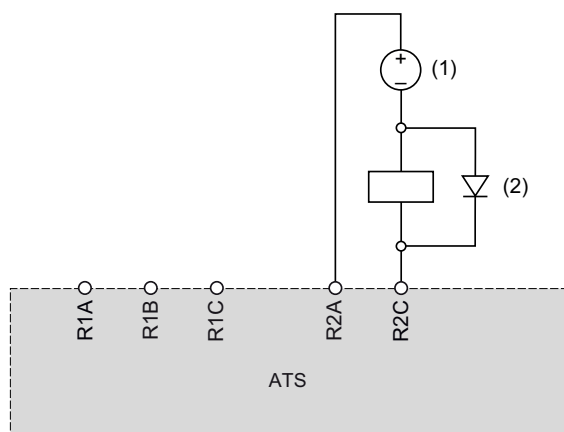 +
(1)
−
(2)
R1A
R1B
R1C
R2A
R2C
ATS